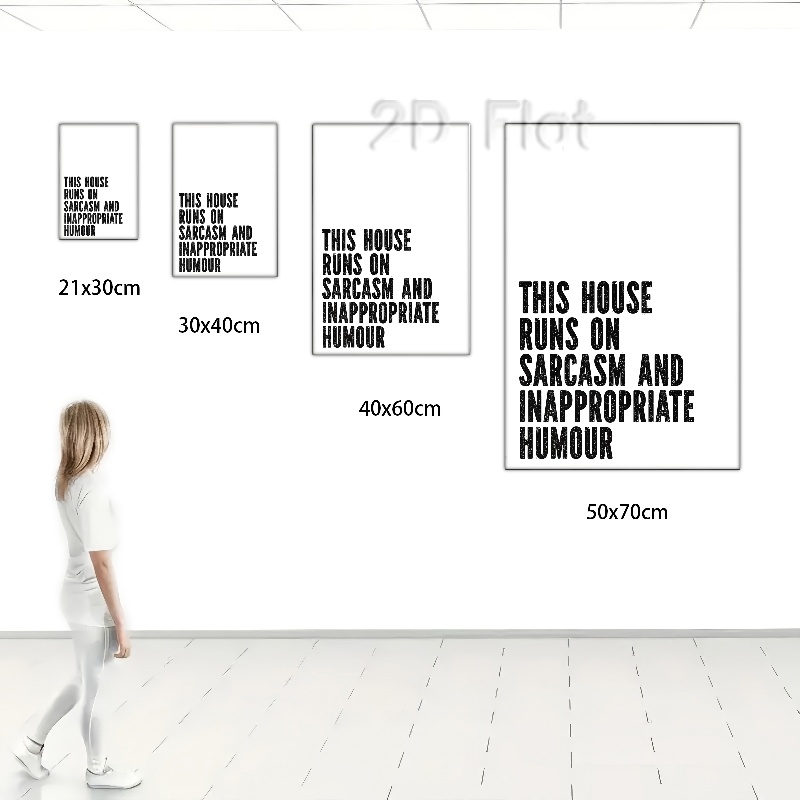 2D Flat
THIS HOUSE
RUNS ON
SARCASM AND
INAPPROPRIATE
HUMOUR
21x30cm
THIS HOUSE
RUNS ON
SARCASM AND
INAPPROPRIATE
HUMOUR
30x40cm
THIS HOUSE
RUNS ON
SARCASM AND
INAPPROPRIATE
HUMOUR
40x60cm
THIS HOUSE
RUNS ON
SARCASM AND
INAPPROPRIATE
HUMOUR
50x70cm